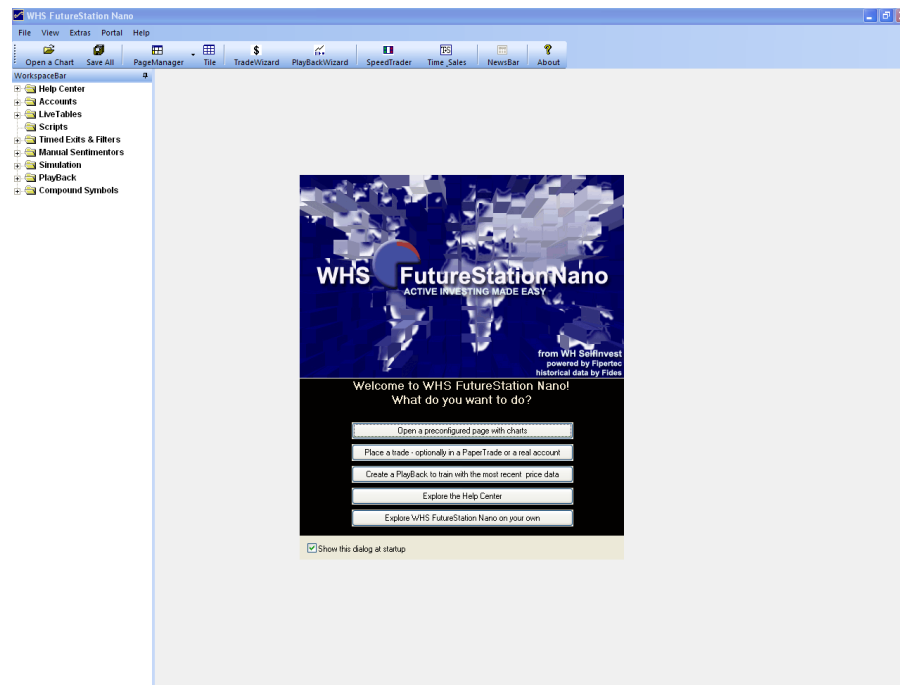 WHS FutureStation Nano
File View Extras Portal Help
Open a Chart Save All PageManager Tile TradeWizard PlayBackWizard SpeedTrader Time_Sales NewsBar About
WorkspaceBar
Help Center
Accounts
LiveTables
Scripts
Timed Exits & Filters
Manual Sentimentors
Simulation
PlayBack
Compound Symbols
WHS FutureStationNano
ACTIVE INVESTING MADE EASY
from WH SelfInvest
powered by Fipertec
historical data by Fides
Welcome to WHS FutureStation Nano!
What do you want to do?
Open a preconfigured page with charts
Place a trade - optionally in a PaperTrade or a real account
Create a PlayBack to train with the most recent price data
Explore the Help Center
Explore WHS FutureStation Nano on your own
Show this dialog at startup